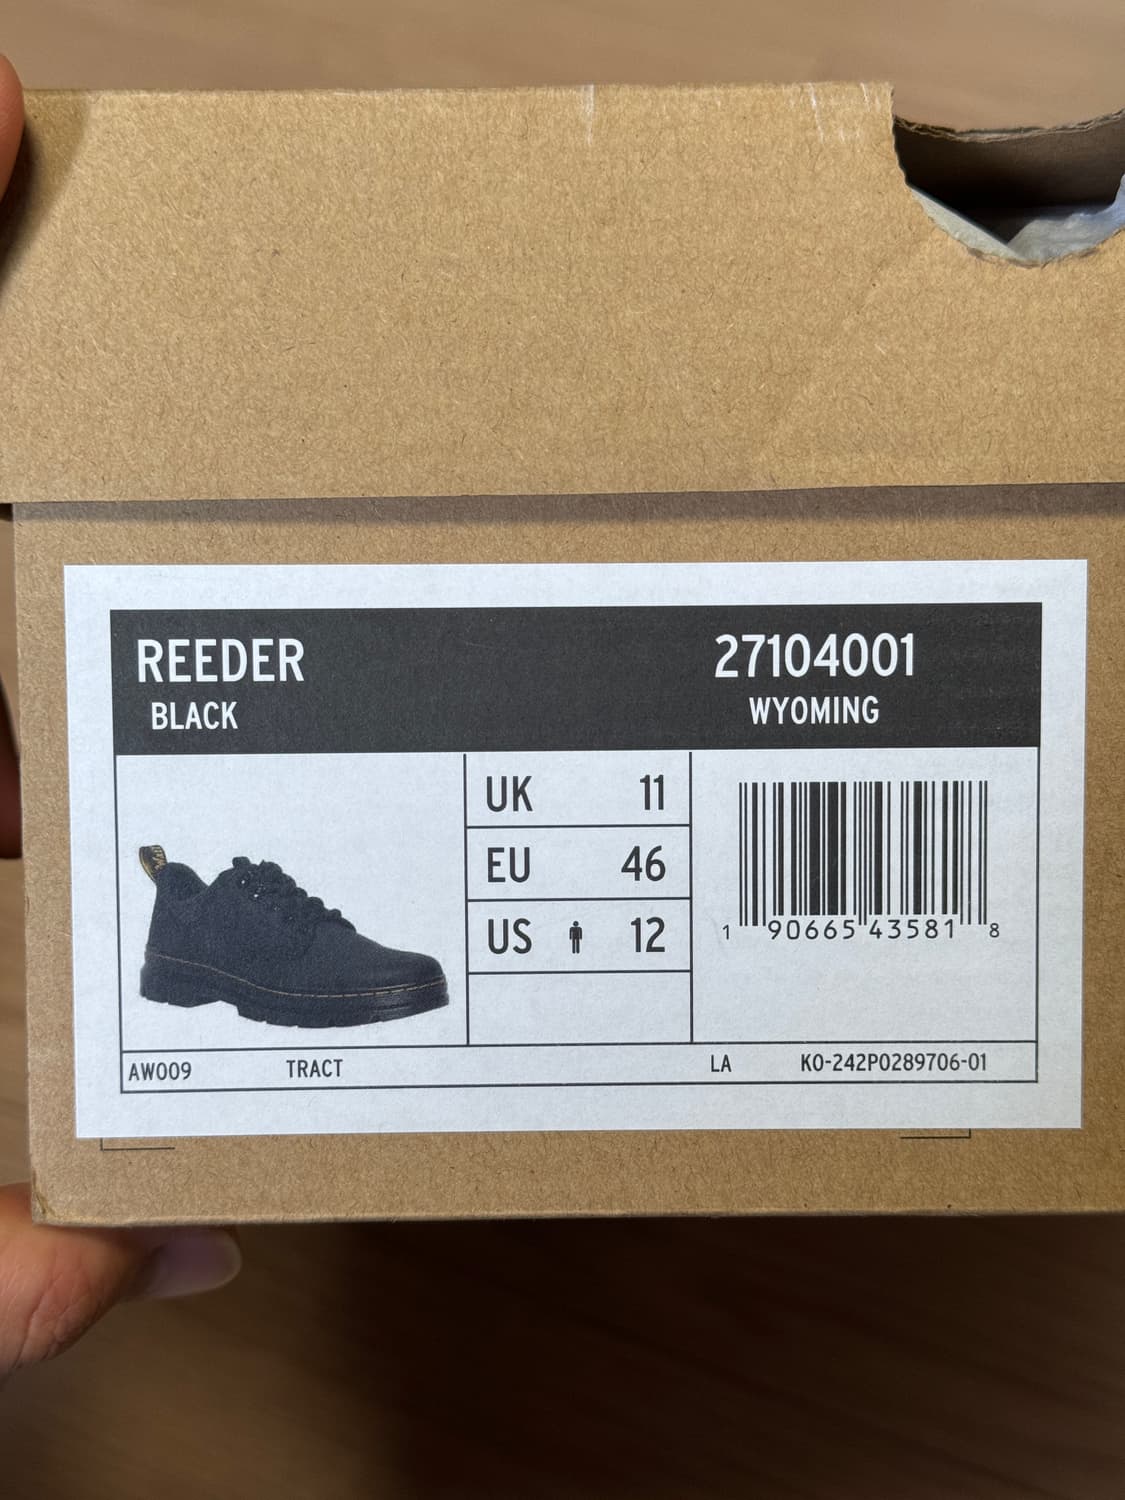 REEDER 27104001
BLACK WYOMING
UK 11
EU 46
US 12
1 90665 43581 8
AW009 TRACT LA KO-242P0289706-01